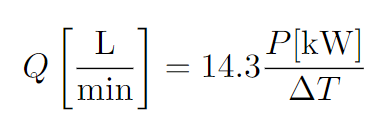 Q [L/min] = 14.3 P[kW]/ΔT